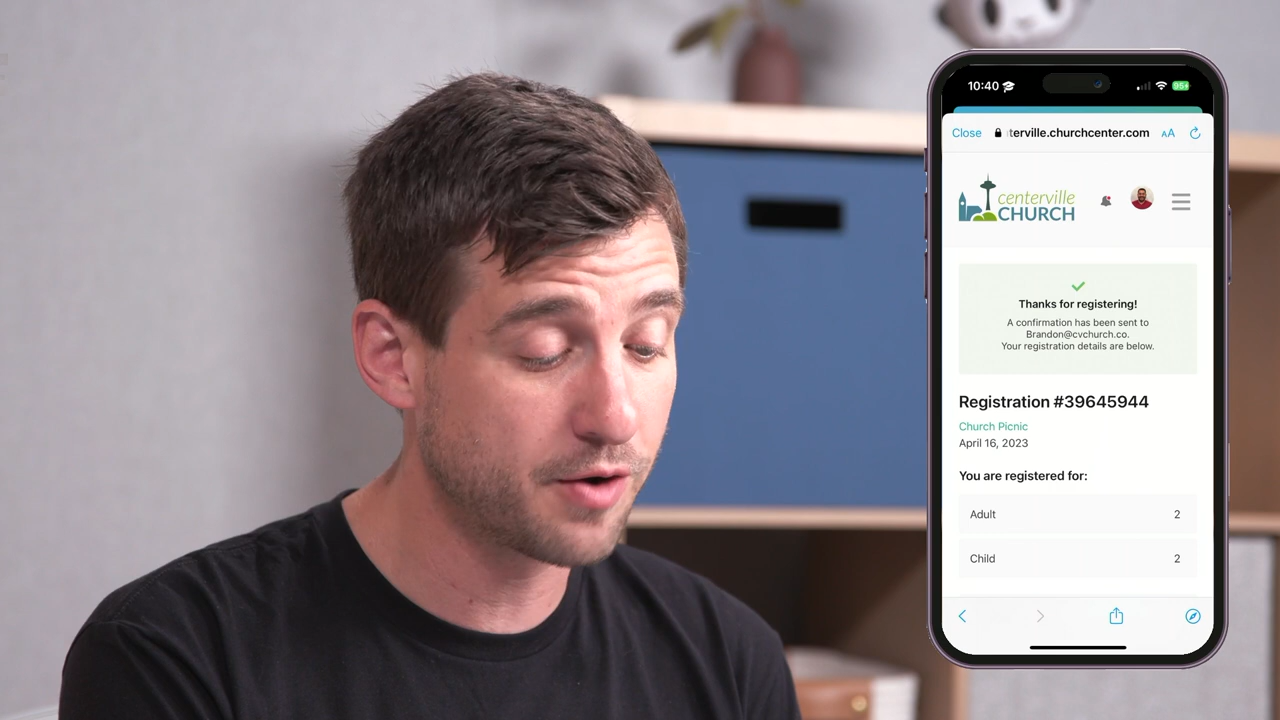 10:40
95+
Close
terville.churchcenter.com
AA
centerville
CHURCH
Thanks for registering!
A confirmation has been sent to
Brandon@cvchurch.co.
Your registration details are below.
Registration #39645944
Church Picnic
April 16, 2023
You are registered for:
Adult 2
Child 2